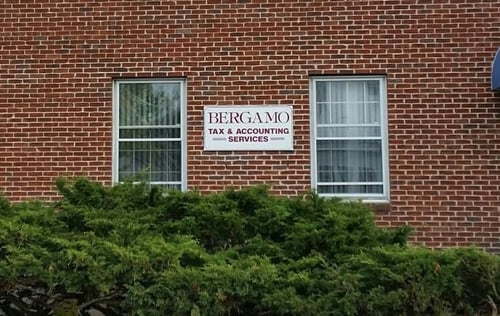 BERGAMO
TAX & ACCOUNTING
SERVICES